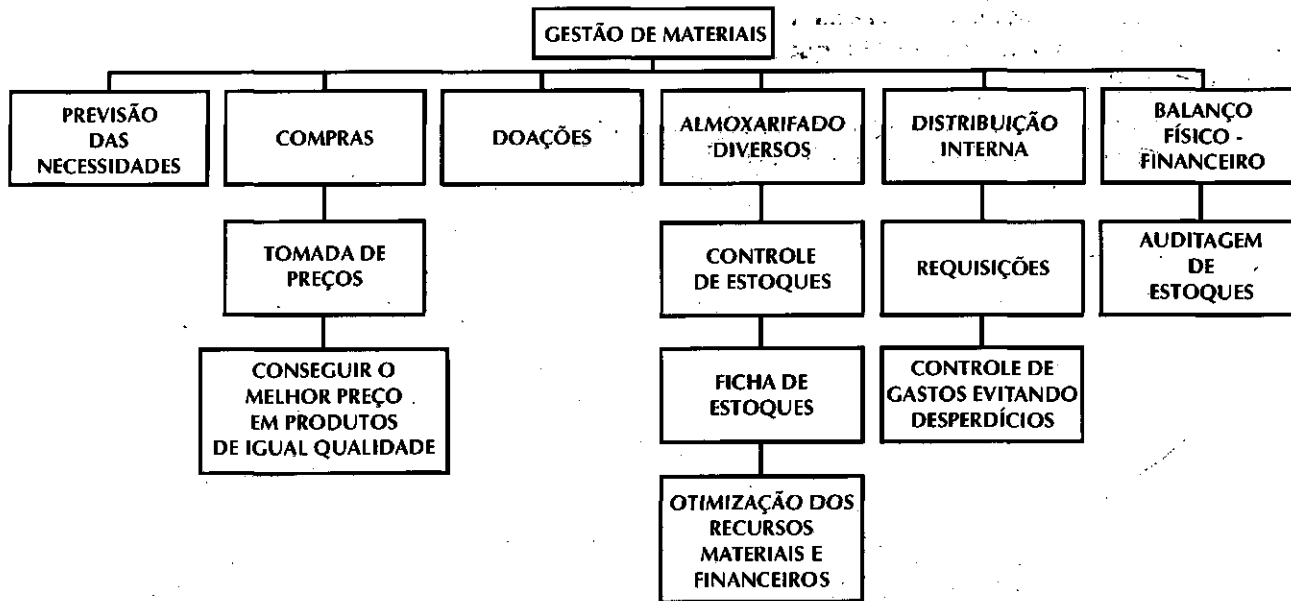 GESTÃO DE MATERIAIS
PREVISÃO
DAS
NECESSIDADES
COMPRAS
DOAÇÕES
ALMOXARIFADO
DIVERSOS
DISTRIBUIÇÃO
INTERNA
BALANÇO
FÍSICO -
FINANCEIRO
TOMADA DE
PREÇOS
CONTROLE
DE ESTOQUES
REQUISIÇÕES
AUDITAGEM
DE
ESTOQUES
CONSEGUIR O
MELHOR PREÇO
EM PRODUTOS
DE IGUAL QUALIDADE
FICHA DE
ESTOQUES
CONTROLE DE
GASTOS EVITANDO
DESPERDÍCIOS
OTIMIZAÇÃO DOS
RECURSOS
MATERIAIS E
FINANCEIROS